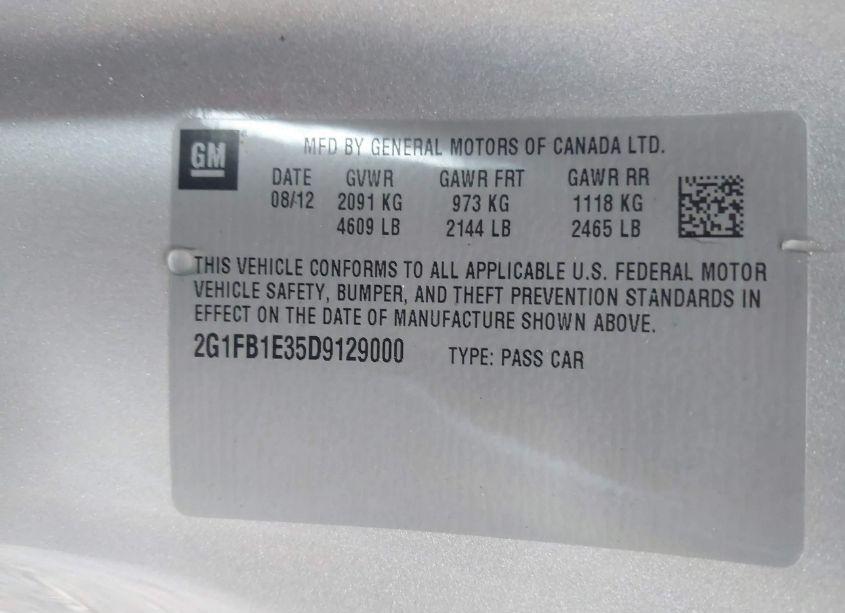 GM
MFD BY GENERAL MOTORS OF CANADA LTD.
DATE GVWR GAWR FRT GAWR RR
08/12 2091 KG 973 KG 1118 KG
4609 LB 2144 LB 2465 LB
THIS VEHICLE CONFORMS TO ALL APPLICABLE U.S. FEDERAL MOTOR
VEHICLE SAFETY, BUMPER, AND THEFT PREVENTION STANDARDS IN
EFFECT ON THE DATE OF MANUFACTURE SHOWN ABOVE.
2G1FB1E35D9129000 TYPE: PASS CAR